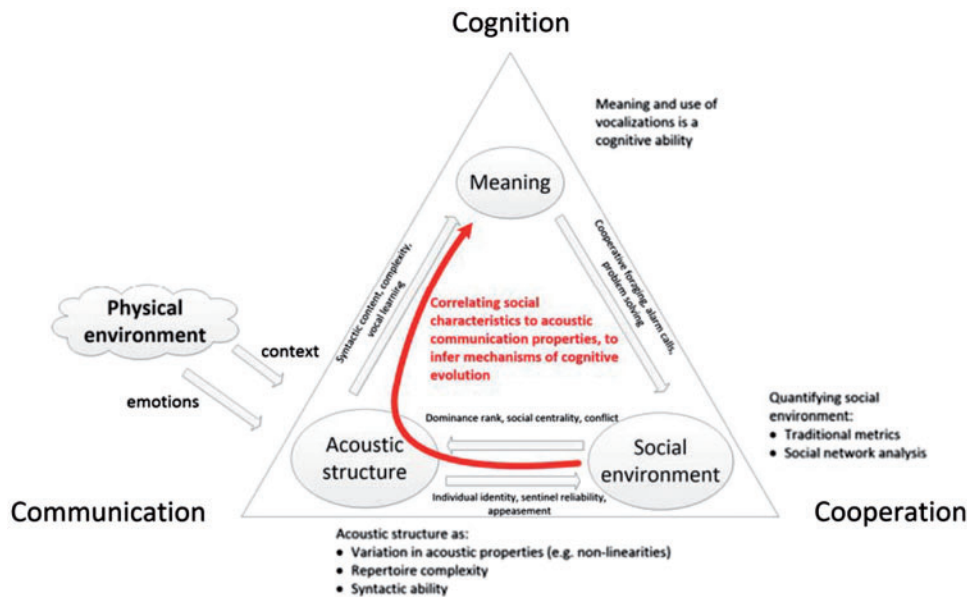 Cognition
Meaning and use of
vocalizations is a
cognitive ability
Meaning
Syntactic content, complexity,
vocal learning
Cooperative foraging, alarm calls,
problem solving
Physical
environment
context
emotions
Correlating social
characteristics to acoustic
communication properties, to
infer mechanisms of cognitive
evolution
Dominance rank, social centrality, conflict
Acoustic
structure
Social
environment
Individual identity, sentinel reliability,
appeasement
Quantifying social
environment:
• Traditional metrics
• Social network analysis
Communication
Cooperation
Acoustic structure as:
• Variation in acoustic properties (e.g. non-linearities)
• Repertoire complexity
• Syntactic ability